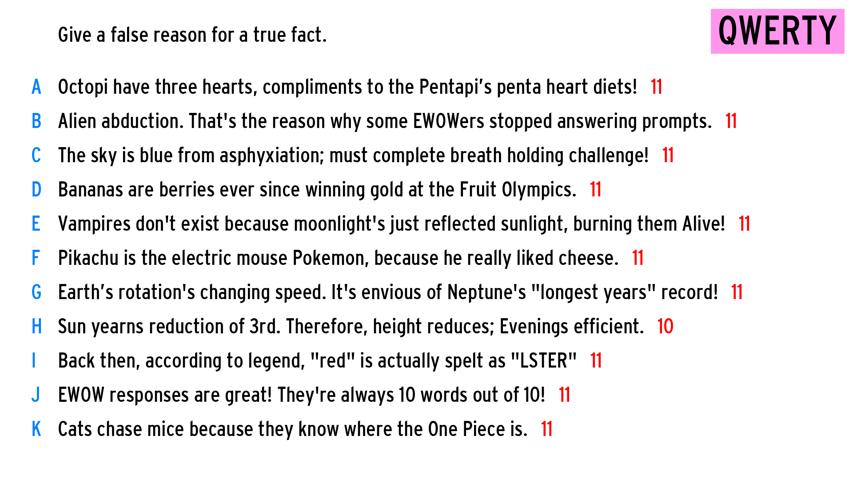 Give a false reason for a true fact.
QWERTY
A Octopi have three hearts, compliments to the Pentapi’s penta heart diets! 11
B Alien abduction. That's the reason why some EWOWers stopped answering prompts. 11
C The sky is blue from asphyxiation; must complete breath holding challenge! 11
D Bananas are berries ever since winning gold at the Fruit Olympics. 11
E Vampires don't exist because moonlight's just reflected sunlight, burning them Alive! 11
F Pikachu is the electric mouse Pokemon, because he really liked cheese. 11
G Earth’s rotation's changing speed. It's envious of Neptune's "longest years" record! 11
H Sun yearns reduction of 3rd. Therefore, height reduces; Evenings efficient. 10
I Back then, according to legend, "red" is actually spelt as "LSTER" 11
J EWOW responses are great! They're always 10 words out of 10! 11
K Cats chase mice because they know where the One Piece is. 11